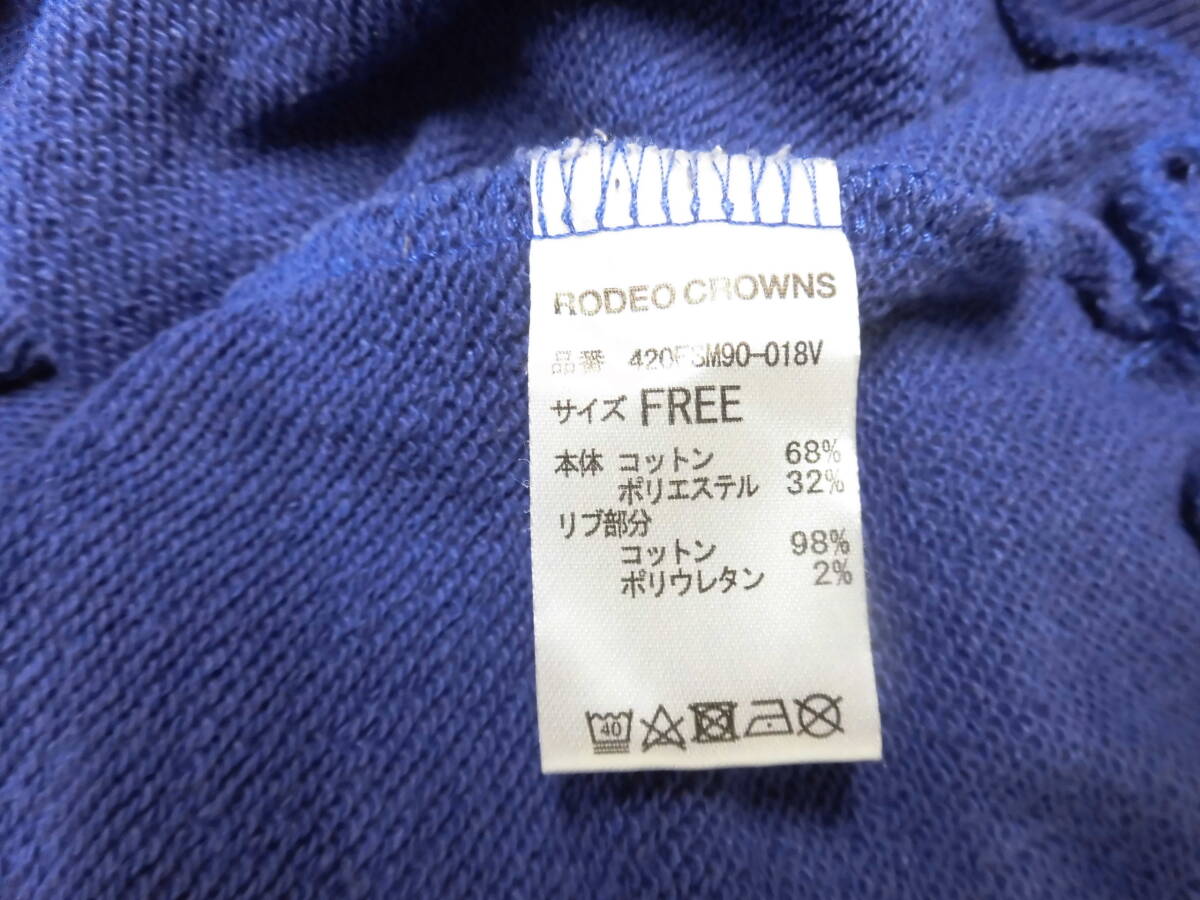 RODEO CROWNS
品番 420FSM90-018V
サイズ FREE
本体 コットン 68%
ポリエステル 32%
リブ部分
コットン 98%
ポリウレタン 2%
40